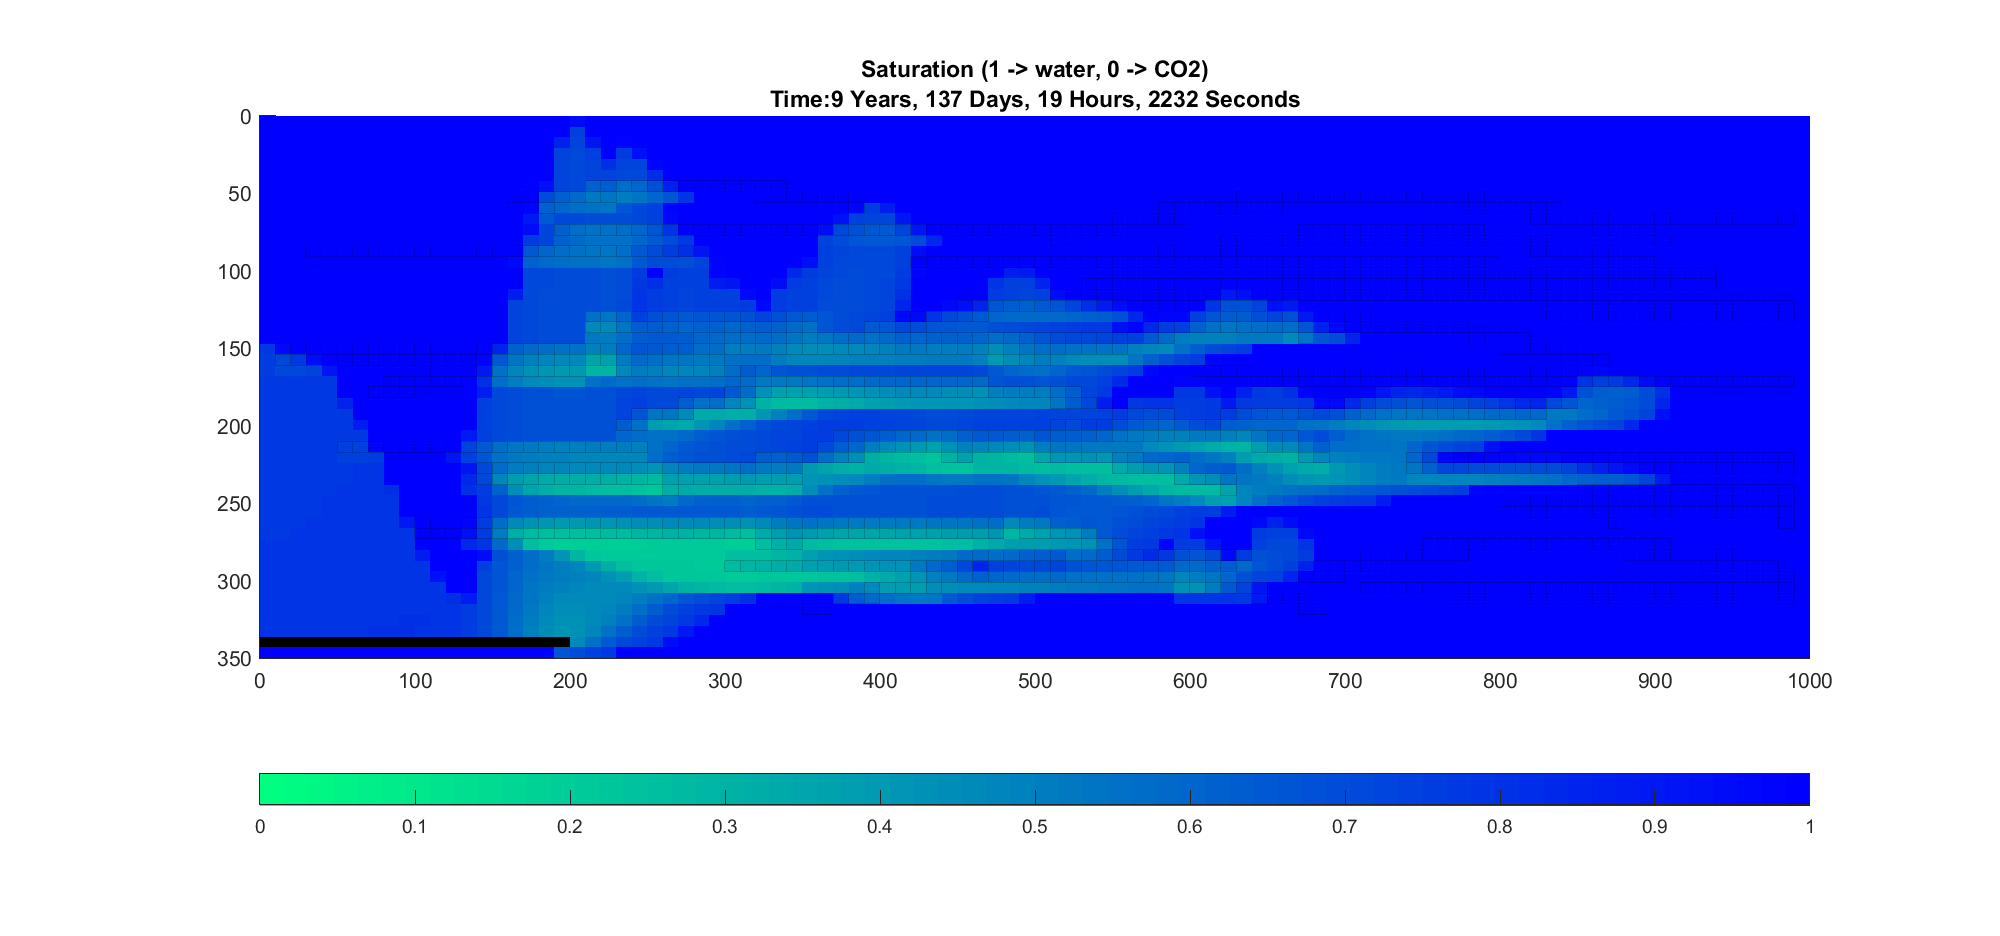 Saturation (1 -> water, 0 -> CO2)
Time:9 Years, 137 Days, 19 Hours, 2232 Seconds
0
50
100
150
200
250
300
350
0 100 200 300 400 500 600 700 800 900 1000
0 0.1 0.2 0.3 0.4 0.5 0.6 0.7 0.8 0.9 1